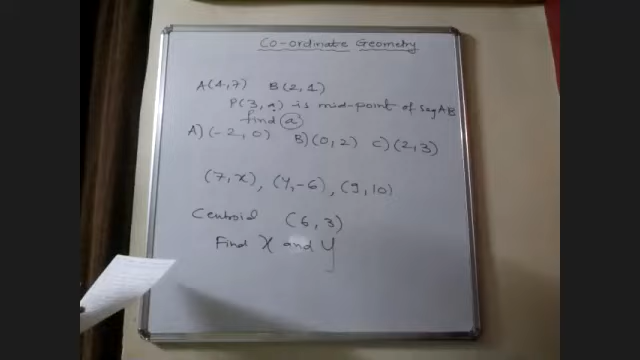 Co-ordinate Geometry
A(4,7) B(2,1)
P(3,a) is mid-point of seg AB
find a
A) (-2,0) B) (0,2) C) (2,3)
(7,x), (y,-6), (9,10)
Centroid (6,3)
Find x and y